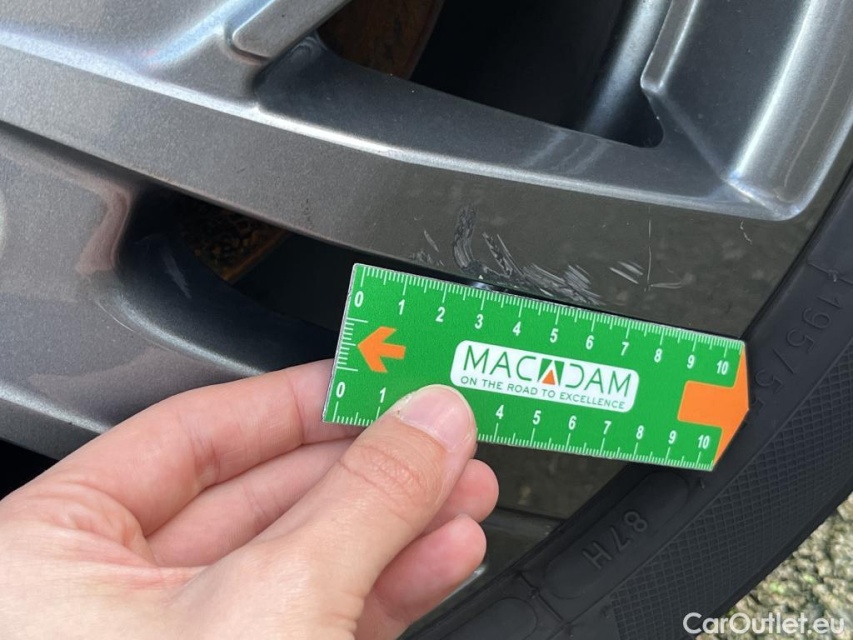 195/5
0 1 2 3 4 5 6 7 8 9 10
MACADAM
ON THE ROAD TO EXCELLENCE
0 1 4 5 6 7 8 9 10
87H
CarOutlet.eu